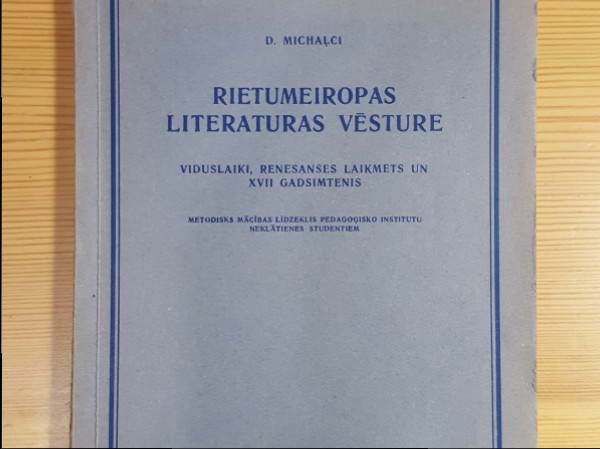 D. MICHAĻCI
RIETUMEIROPAS
LITERATURAS VĒSTURE
VIDUSLAIKI, RENESANSES LAIKMETS UN
XVII GADSIMTENIS
METODISKS MĀCĪBAS LĪDZEKLIS PEDAGOĢISKO INSTITUTU
NEKLĀTIENES STUDENTIEM